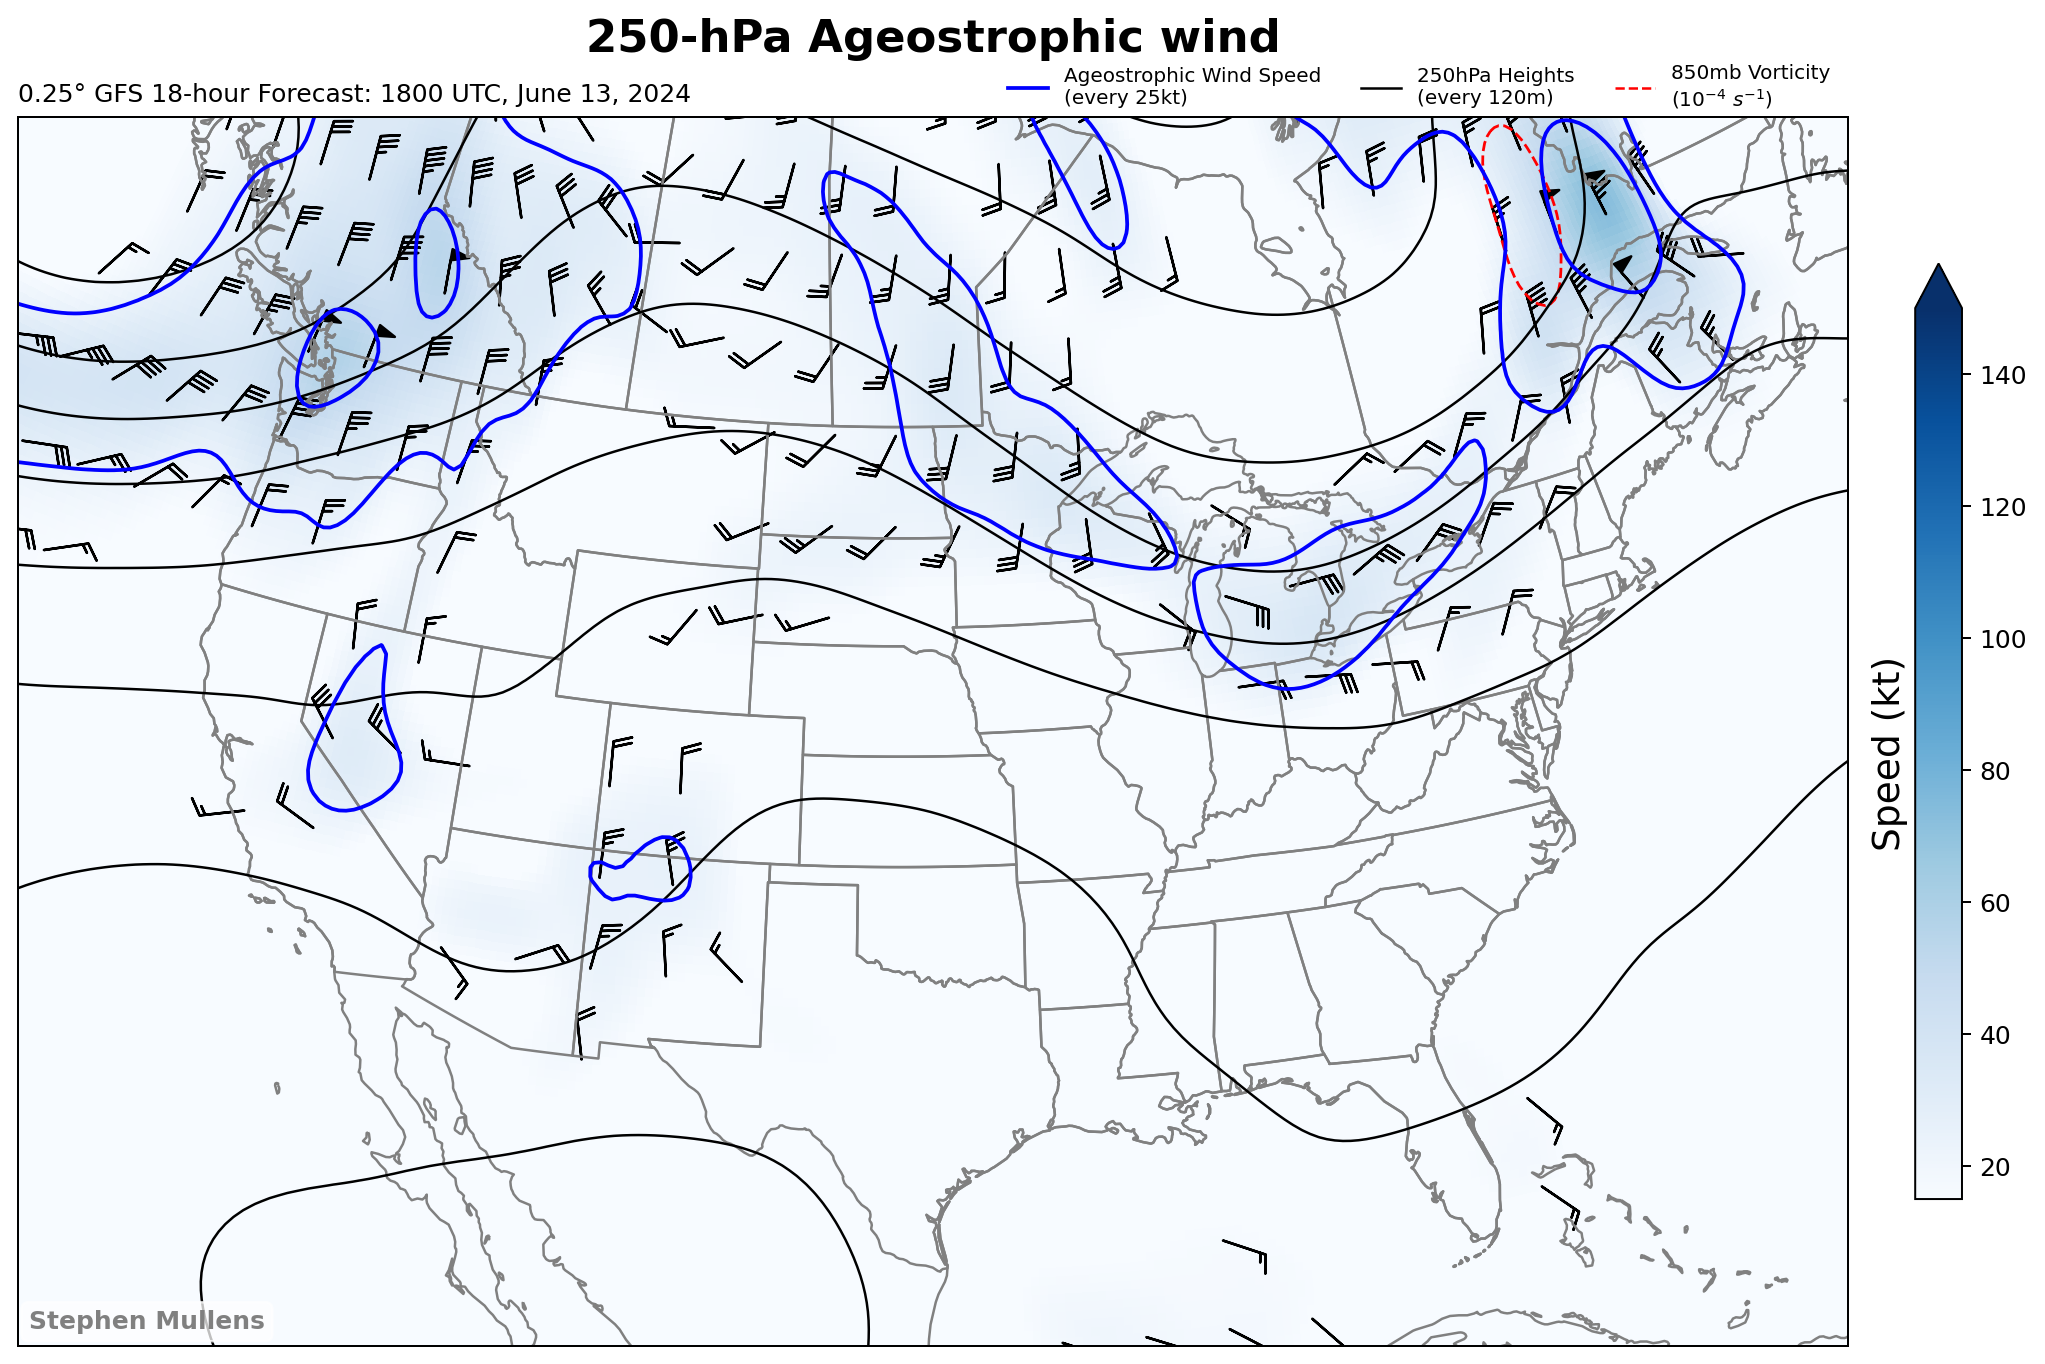 250-hPa Ageostrophic wind
0.25° GFS 18-hour Forecast: 1800 UTC, June 13, 2024
Ageostrophic Wind Speed
(every 25kt)
250hPa Heights
(every 120m)
850mb Vorticity
(10⁻⁴ s⁻¹)
140
120
100
80
60
40
20
Speed (kt)
Stephen Mullens